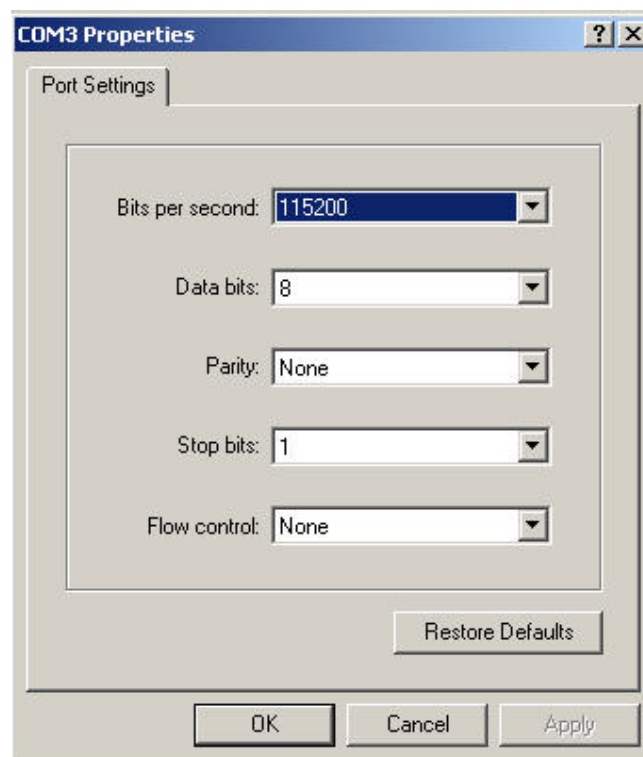 COM3 Properties
Port Settings
Bits per second: 115200
Data bits: 8
Parity: None
Stop bits: 1
Flow control: None
Restore Defaults
OK Cancel Apply